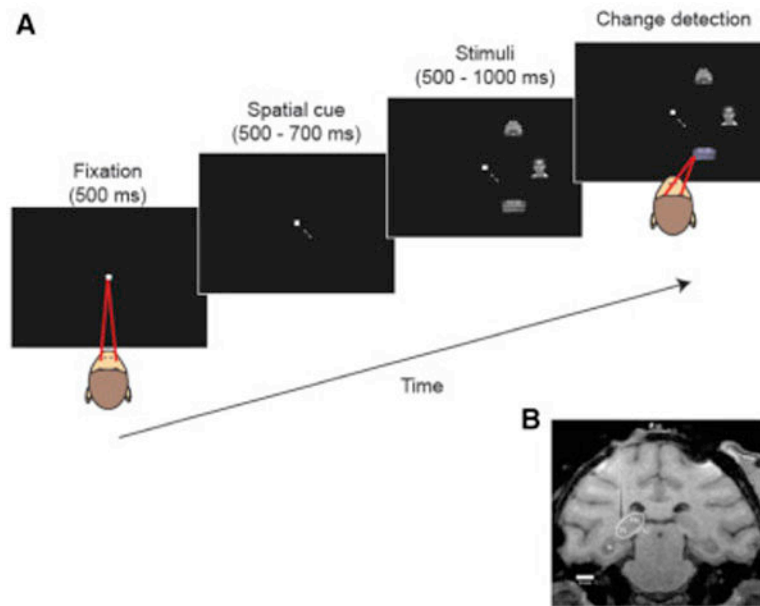 A
Change detection
Stimuli
(500 - 1000 ms)
Spatial cue
(500 - 700 ms)
Fixation
(500 ms)
Time
B